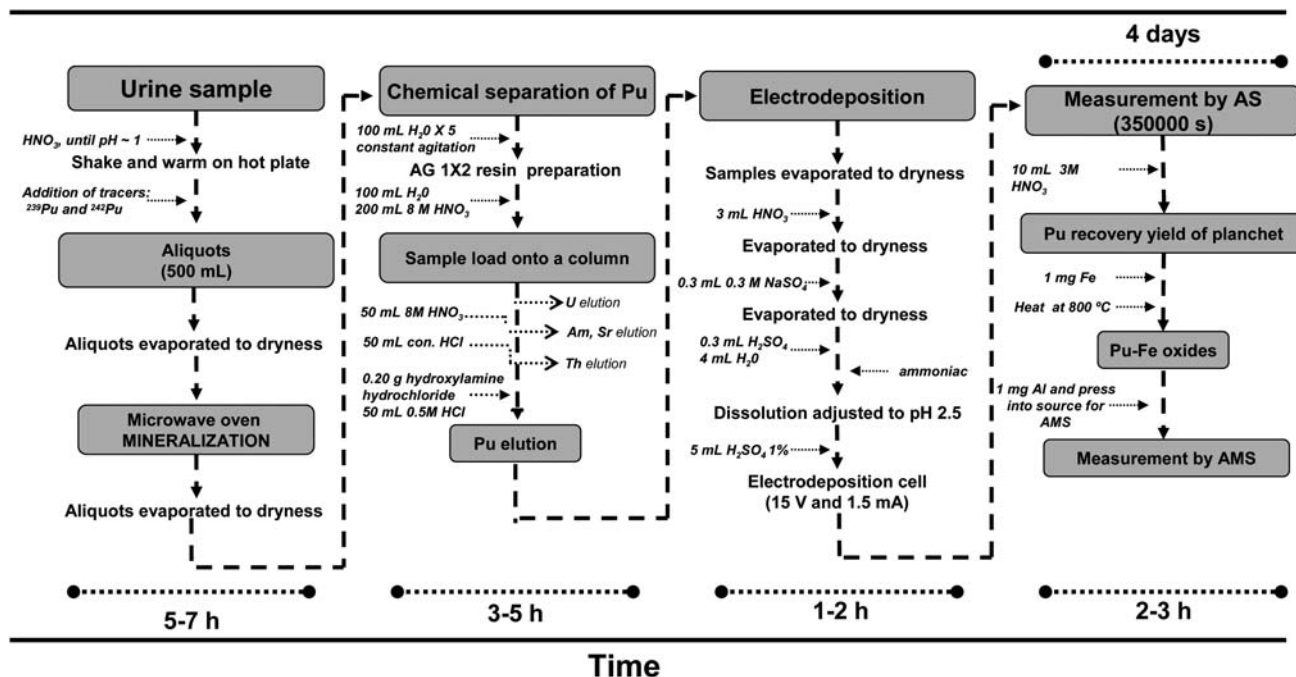 Urine sample
HNO3, until pH ~ 1
Shake and warm on hot plate
Addition of tracers:
239Pu and 242Pu
Aliquots
(500 mL)
Aliquots evaporated to dryness
Microwave oven
MINERALIZATION
Aliquots evaporated to dryness
5-7 h
Chemical separation of Pu
100 mL H20 X 5
constant agitation
AG 1X2 resin preparation
100 mL H20
200 mL 8 M HNO3
Sample load onto a column
U elution
50 mL 8M HNO3
Am, Sr elution
50 mL con. HCl
Th elution
0.20 g hydroxylamine
hydrochloride
50 mL 0.5M HCl
Pu elution
3-5 h
Electrodeposition
Samples evaporated to dryness
3 mL HNO3
Evaporated to dryness
0.3 mL 0.3 M NaSO4
Evaporated to dryness
0.3 mL H2SO4
4 mL H20
ammoniac
Dissolution adjusted to pH 2.5
5 mL H2SO4 1%
Electrodeposition cell
(15 V and 1.5 mA)
1-2 h
4 days
Measurement by AS
(350000 s)
10 mL 3M
HNO3
Pu recovery yield of planchet
1 mg Fe
Heat at 800 ºC
Pu-Fe oxides
1 mg Al and press
into source for
AMS
Measurement by AMS
2-3 h
Time